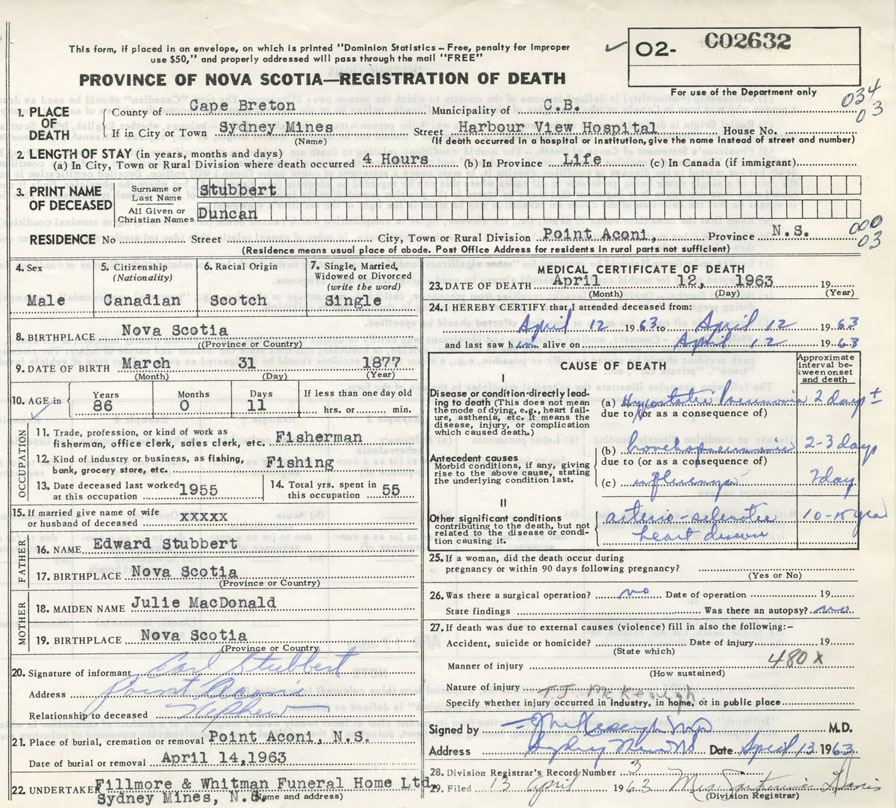 This form, if placed in an envelope, on which is printed "Dominion Statistics - Free, penalty for Improper
use $50," and properly addressed will pass through the mail "FREE"
PROVINCE OF NOVA SCOTIA—REGISTRATION OF DEATH
O2- C02632
For use of the Department only
034
03
1. PLACE OF DEATH
County of Cape Breton Municipality of C.B.
If in City or Town Sydney Mines Street Harbour View Hospital House No.
(Name) (If death occurred in a hospital or institution, give the name instead of street and number)
2. LENGTH OF STAY (in years, months and days)
(a) In City, Town or Rural Division where death occurred 4 Hours (b) In Province Life (c) In Canada (if immigrant)
3. PRINT NAME OF DECEASED
Surname or Last Name Stubbert
All Given or Christian Names Duncan
RESIDENCE No Street City, Town or Rural Division Point Aconi, Province N.S.
000
03
(Residence means usual place of abode. Post Office Address for residents in rural parts not sufficient)
4. Sex Male
5. Citizenship (Nationality) Canadian
6. Racial Origin Scotch
7. Single, Married, Widowed or Divorced (write the word) Single
8. BIRTHPLACE Nova Scotia
(Province or Country)
9. DATE OF BIRTH March 31 1877
(Month) (Day) (Year)
10. AGE in Years 86 Months 0 Days 11 If less than one day old hrs. or min.
OCCUPATION
11. Trade, profession, or kind of work as
fisherman, office clerk, sales clerk, etc. Fisherman
12. Kind of industry or business, as fishing,
bank, grocery store, etc. Fishing
13. Date deceased last worked at this occupation 1955
14. Total yrs. spent in this occupation 55
15. If married give name of wife
or husband of deceased xxxxx
FATHER
16. NAME Edward Stubbert
17. BIRTHPLACE Nova Scotia
(Province or Country)
MOTHER
18. MAIDEN NAME Julie MacDonald
19. BIRTHPLACE Nova Scotia
(Province or Country
20. Signature of informant Carl Stubbert
Address Point Aconi
Relationship to deceased Nephew
21. Place of burial, cremation or removal Point Aconi, N.S.
Date of burial or removal April 14,1963
22. UNDERTAKER Fillmore & Whitman Funeral Home Ltd
Sydney Mines, N.S. (Name and address)
MEDICAL CERTIFICATE OF DEATH
23. DATE OF DEATH April 12, 1963 19
(Month) (Day) (Year)
24. I HEREBY CERTIFY that I attended deceased from:
April 12 1963 to April 12 1963
and last saw him alive on April 12 1963
CAUSE OF DEATH
Approximate interval between onset and death
I
Disease or condition directly leading to death (This does not mean the mode of dying, e.g., heart failure, asthenia, etc. It means the disease, injury, or complication which caused death.)
(a) Hypostatic Pneumonia 2 days ±
due to (or as a consequence of)
Antecedent causes
Morbid conditions, if any, giving rise to the above cause, stating the underlying condition last.
(b) bronchopneumonia 2-3 days
due to (or as a consequence of)
(c) influenza 7 day
II
Other significant conditions
contributing to the death, but not related to the disease or condition causing it.
arterio-sclerotic 10-15 year
heart disease
25. If a woman, did the death occur during
pregnancy or within 90 days following pregnancy?
(Yes or No)
26. Was there a surgical operation? no Date of operation 19
State findings Was there an autopsy? no
27. If death was due to external causes (violence) fill in also the following:-
Accident, suicide or homicide? Date of injury 19
(State which)
480x
Manner of injury
(How sustained)
Nature of injury
T.J. McKeough
Specify whether injury occurred in industry, in home, or in public place
Signed by M.D.
Address Sydney Mines NS Date April 13 1963
28. Division Registrar's Record Number 3
29. Filed 13 April 1963
(Division Registrar)